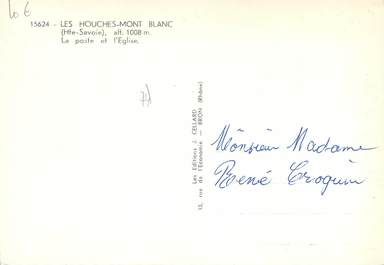 10 €
15624 - LES HOUCHES-MONT BLANC
(Hte-Savoie), alt. 1008 m.
La poste et l'Eglise.
Les Editions J. CELLARD
13, rue de l'Economie — BRON (Rhône)
Monsieur Madame
René Croquin